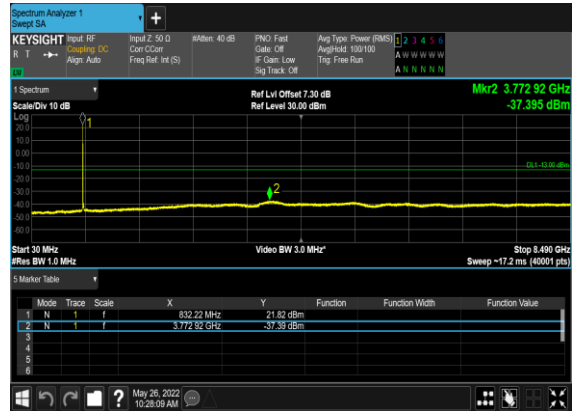 Spectrum Analyzer 1
Swept SA
+
KEYSIGHT Input: RF Input Z: 50 Ω #Atten: 40 dB PNO: Fast Avg Type: Power (RMS) 1 2 3 4 5 6
R T Coupling: DC Corr CCorr Gate: Off Avg|Hold: 100/100 A W W W W W
Align: Auto Freq Ref: Int (S) IF Gain: Low Trig: Free Run
LW Sig Track: Off A N N N N N
1 Spectrum Ref Lvl Offset 7.30 dB Mkr2 3.772 92 GHz
Scale/Div 10 dB Ref Level 30.00 dBm -37.395 dBm
Log
20.0
10.0
0.00
-10.0
DL1 -13.00 dBm
-20.0
-30.0
-40.0
-50.0
-60.0
1
2
Start 30 MHz Video BW 3.0 MHz* Stop 8.490 GHz
#Res BW 1.0 MHz Sweep ~17.2 ms (40001 pts)
5 Marker Table
Mode Trace Scale X Y Function Function Width Function Value
1 N 1 f 832.22 MHz 21.82 dBm
2 N 1 f 3.772 92 GHz -37.39 dBm
3
4
5
6
? May 26, 2022
10:28:09 AM